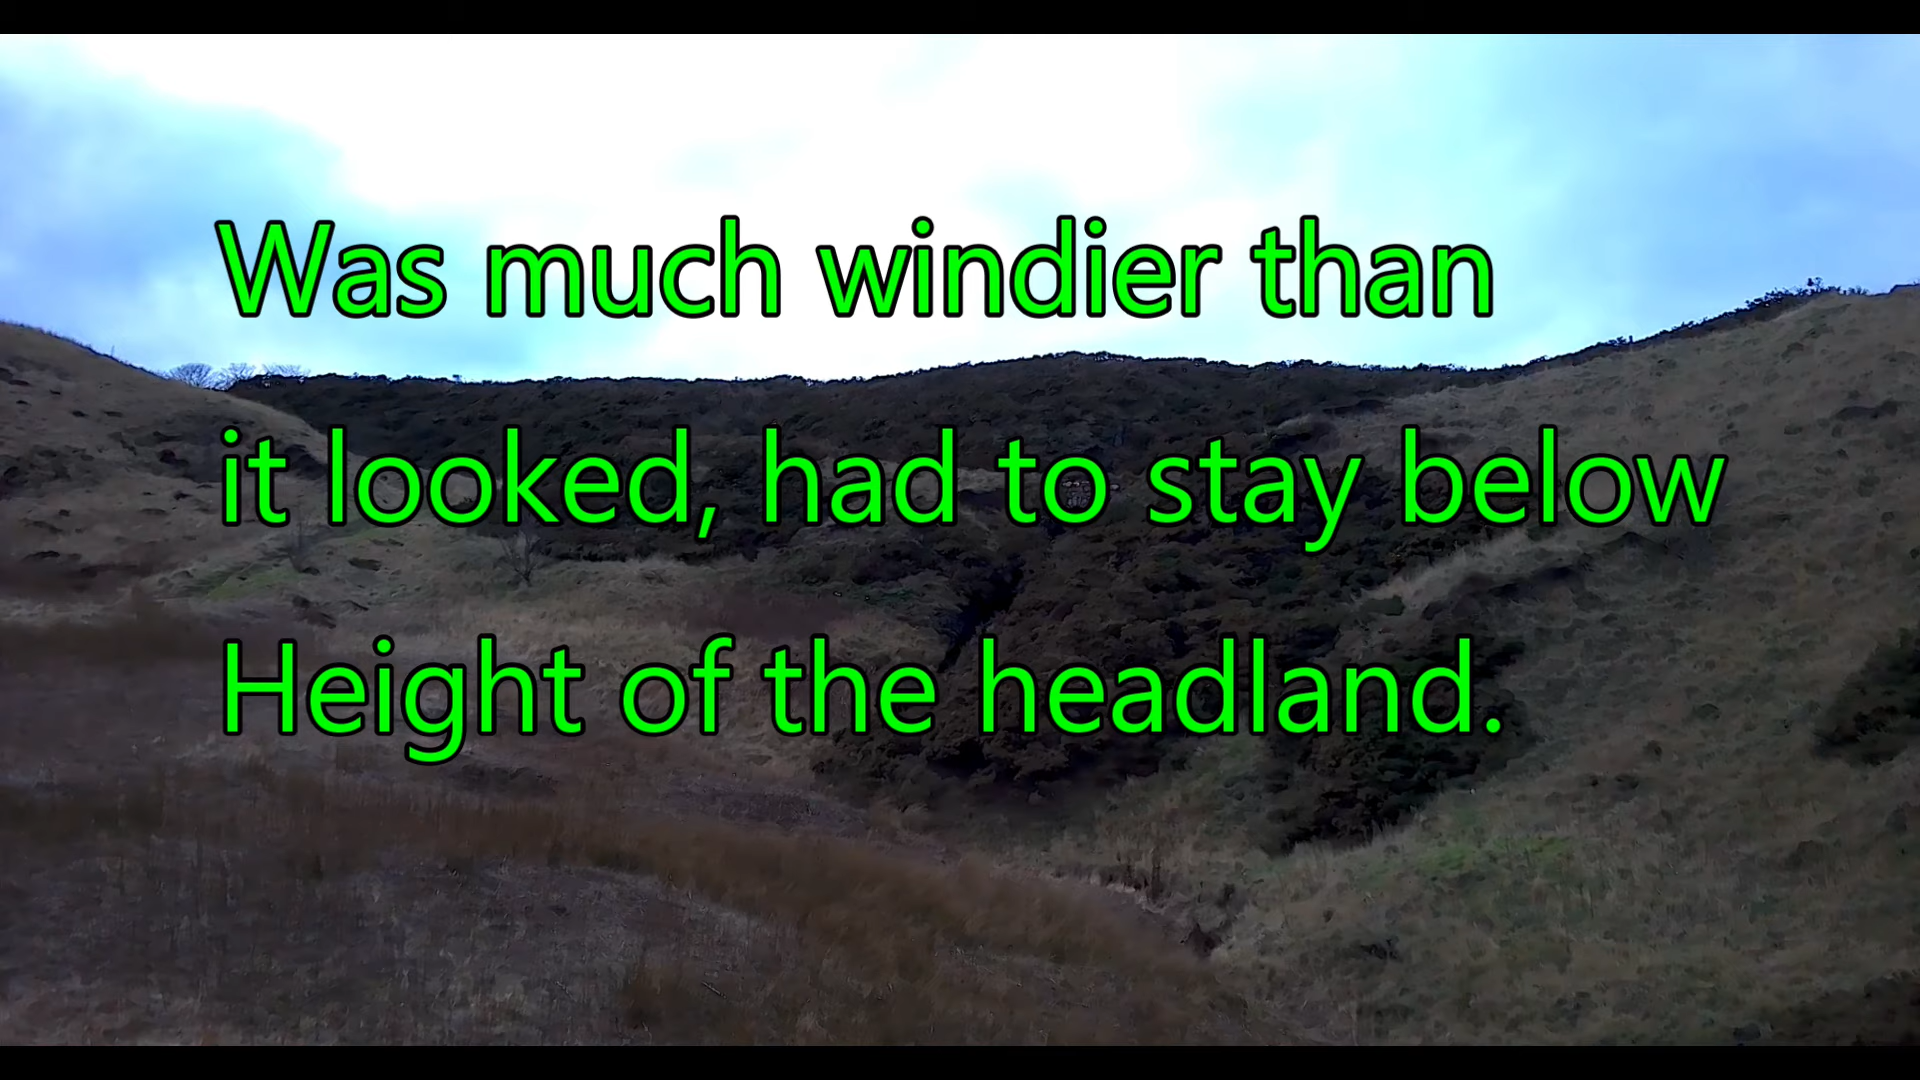 Was much windier than
it looked, had to stay below
Height of the headland.